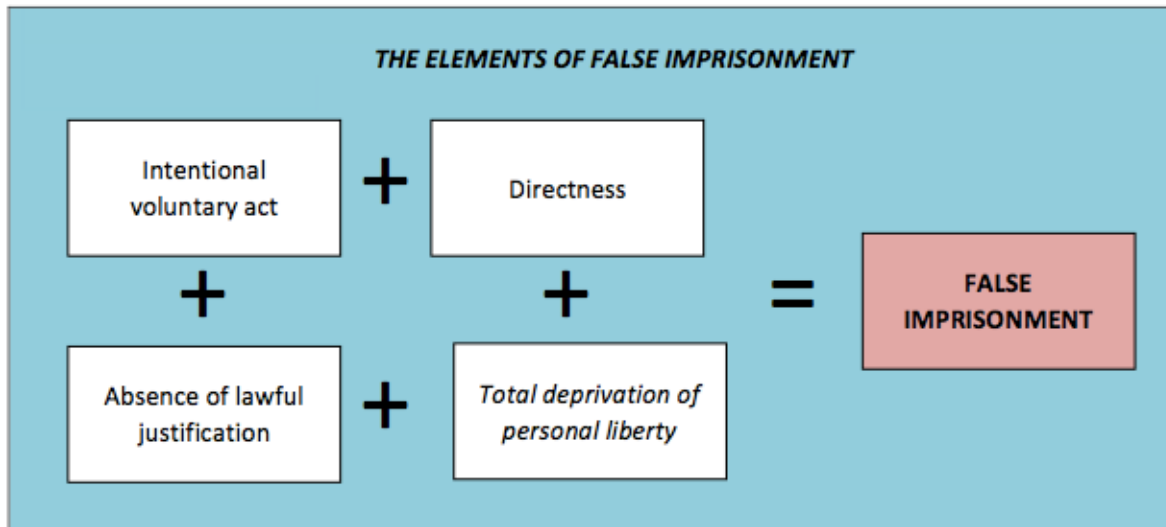 THE ELEMENTS OF FALSE IMPRISONMENT
Intentional
voluntary act
+
Directness
+
+
=
FALSE
IMPRISONMENT
Absence of lawful
justification
+
Total deprivation of
personal liberty